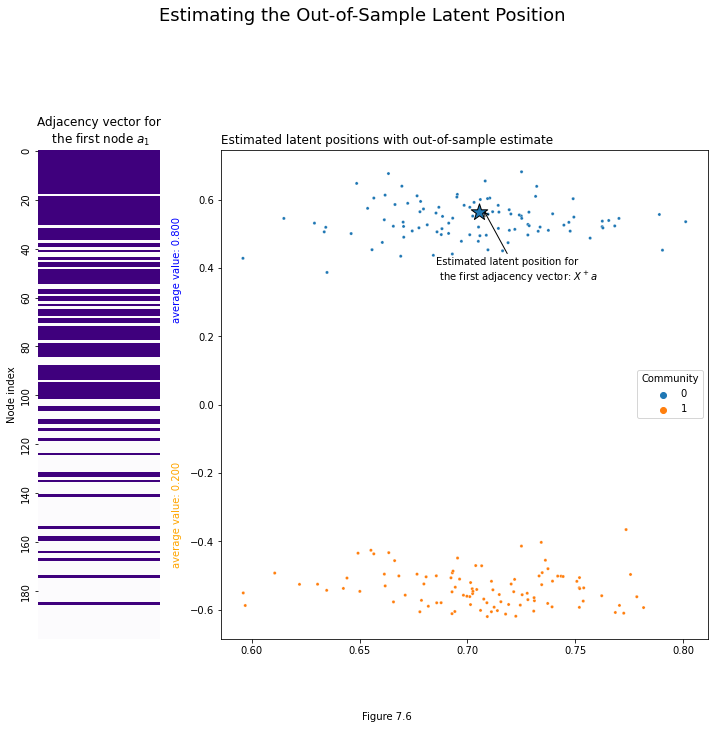 Estimating the Out-of-Sample Latent Position
Adjacency vector for
the first node a₁
Node index
0
20
40
60
80
100
120
140
160
180
average value: 0.800
average value: 0.200
Estimated latent positions with out-of-sample estimate
0.6
0.4
0.2
0.0
−0.2
−0.4
−0.6
Estimated latent position for
the first adjacency vector: X⁺a
Community
0
1
0.60
0.65
0.70
0.75
0.80
Figure 7.6